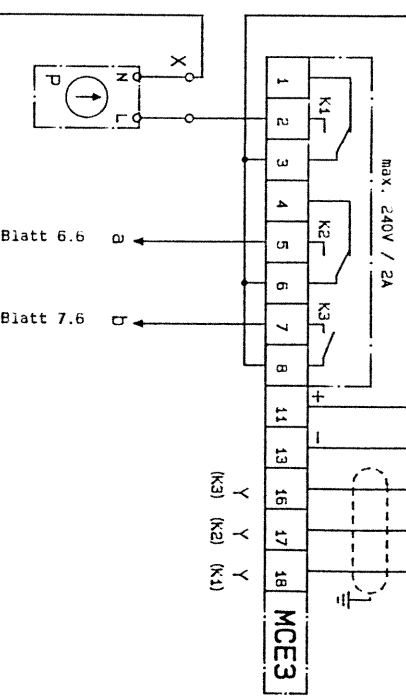 max. 240V / 2A
K1
K2
K3
1
2
3
4
5
6
7
8
11
13
16
17
18
MCE3
+
-
X
N
L
P
Blatt 6.6 a
Blatt 7.6 b
(K3) Y
(K2) Y
(K1) Y